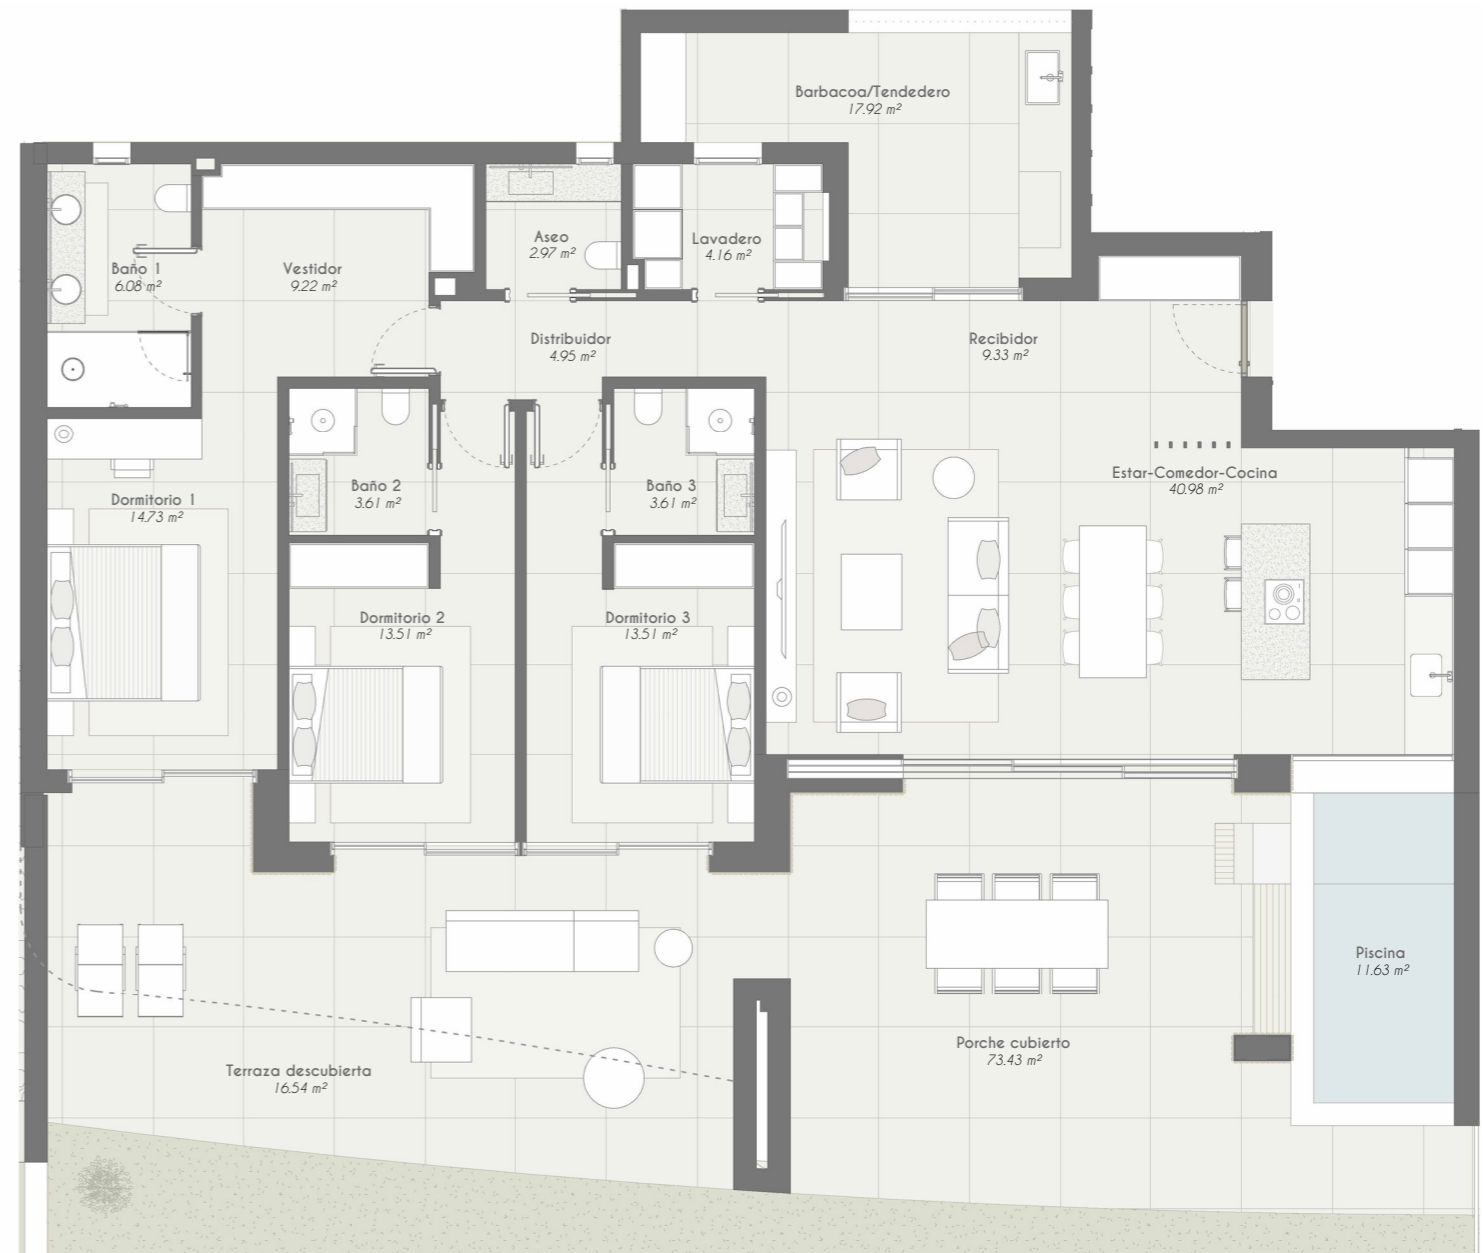 Barbacoa/Tendedero
17.92 m²
Aseo
2.97 m²
Lavadero
4.16 m²
Baño 1
6.08 m²
Vestidor
9.22 m²
Distribuidor
4.95 m²
Recibidor
9.33 m²
Estar-Comedor-Cocina
40.98 m²
Baño 2
3.61 m²
Baño 3
3.61 m²
Dormitorio 1
14.73 m²
Dormitorio 2
13.51 m²
Dormitorio 3
13.51 m²
Piscina
11.63 m²
Porche cubierto
73.43 m²
Terraza descubierta
16.54 m²